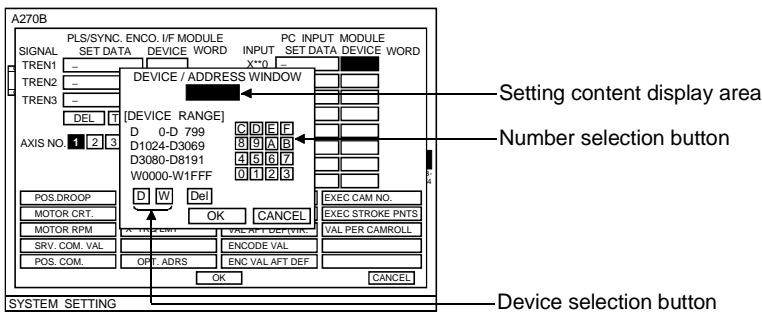 A270B
PLS/SYNC. ENCO. I/F MODULE
PC INPUT MODULE
SIGNAL SET DATA DEVICE WORD INPUT SET DATA DEVICE WORD
TREN1 – X**0 –
DEVICE / ADDRESS WINDOW
TREN2 –
TREN3 –
DEL
[DEVICE RANGE]
D 0-D 799
D1024-D3069
D3080-D8191
W0000-W1FFF
C D E F
8 9 A B
4 5 6 7
0 1 2 3
D W Del
OK CANCEL
AXIS NO. 1 2 3
POS.DROOP EXEC CAM NO.
MOTOR CRT. EXEC STROKE PNTS
MOTOR RPM VAL AFT DEF(VIR. VAL PER CAMROLL
SRV. COM. VAL ENCODE VAL
POS. COM. OPT. ADRS ENC VAL AFT DEF
OK CANCEL
SYSTEM SETTING
Setting content display area
Number selection button
Device selection button